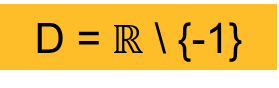 D = ℝ \ {-1}